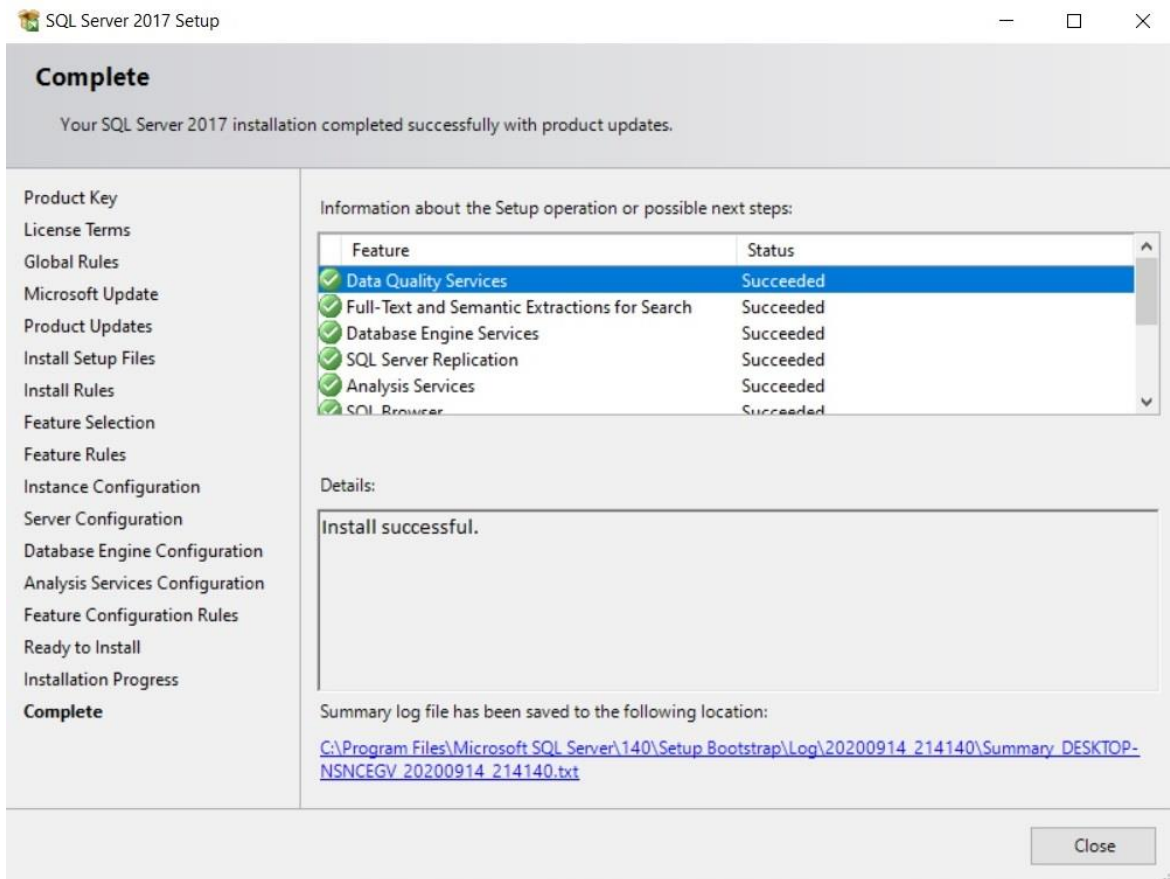 SQL Server 2017 Setup
Complete
Your SQL Server 2017 installation completed successfully with product updates.
Product Key
License Terms
Global Rules
Microsoft Update
Product Updates
Install Setup Files
Install Rules
Feature Selection
Feature Rules
Instance Configuration
Server Configuration
Database Engine Configuration
Analysis Services Configuration
Feature Configuration Rules
Ready to Install
Installation Progress
Complete
Information about the Setup operation or possible next steps:
Feature Status
Data Quality Services Succeeded
Full-Text and Semantic Extractions for Search Succeeded
Database Engine Services Succeeded
SQL Server Replication Succeeded
Analysis Services Succeeded
SQL Browser Succeeded
Details:
Install successful.
Summary log file has been saved to the following location:
C:\Program Files\Microsoft SQL Server\140\Setup Bootstrap\Log\20200914_214140\Summary_DESKTOP-
NSNCEGV_20200914_214140.txt
Close